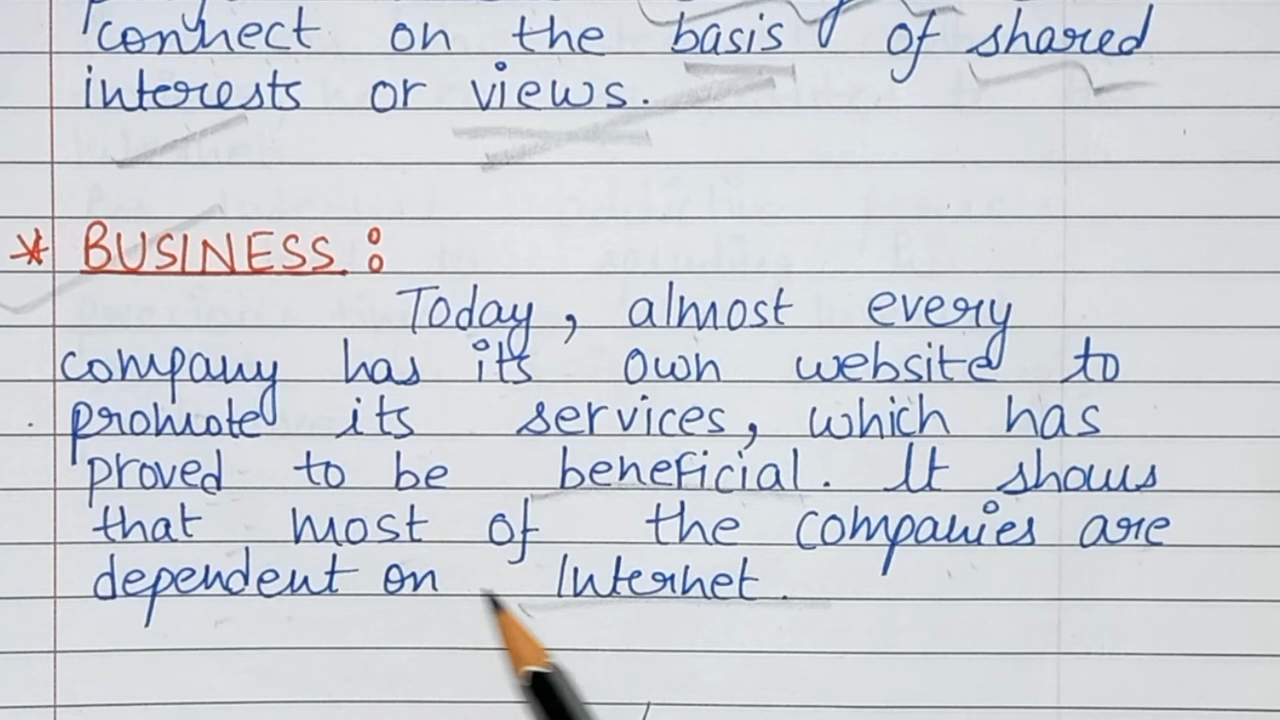 connect on the basis of shared
interests or views.
* BUSINESS :
Today, almost every
company has its own website to
promote its services, which has
proved to be beneficial. It shows
that most of the companies are
dependent on Internet.